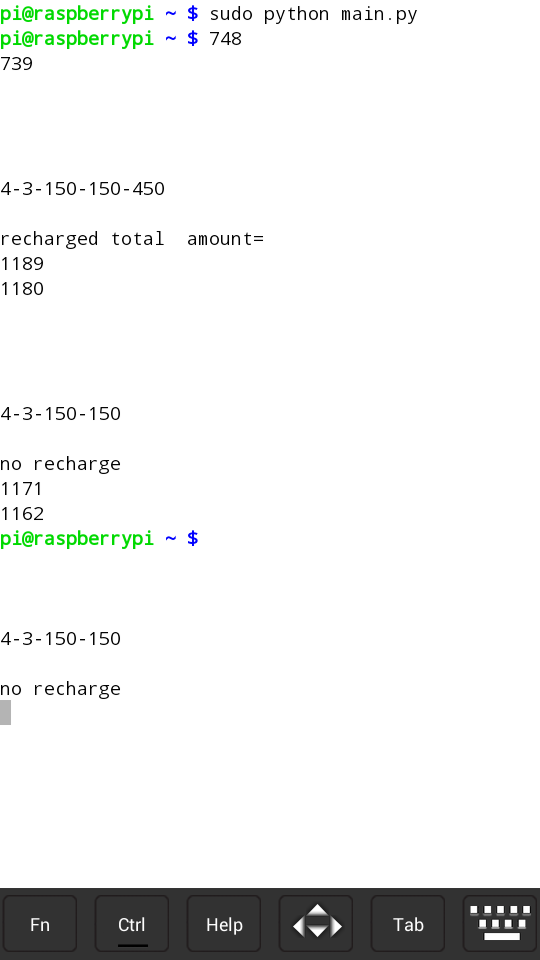 pi@raspberrypi ~ $ sudo python main.py
pi@raspberrypi ~ $ 748
739
4-3-150-150-450
recharged total  amount=
1189
1180
4-3-150-150
no recharge
1171
1162
pi@raspberrypi ~ $
4-3-150-150
no recharge
Fn Ctrl Help Tab